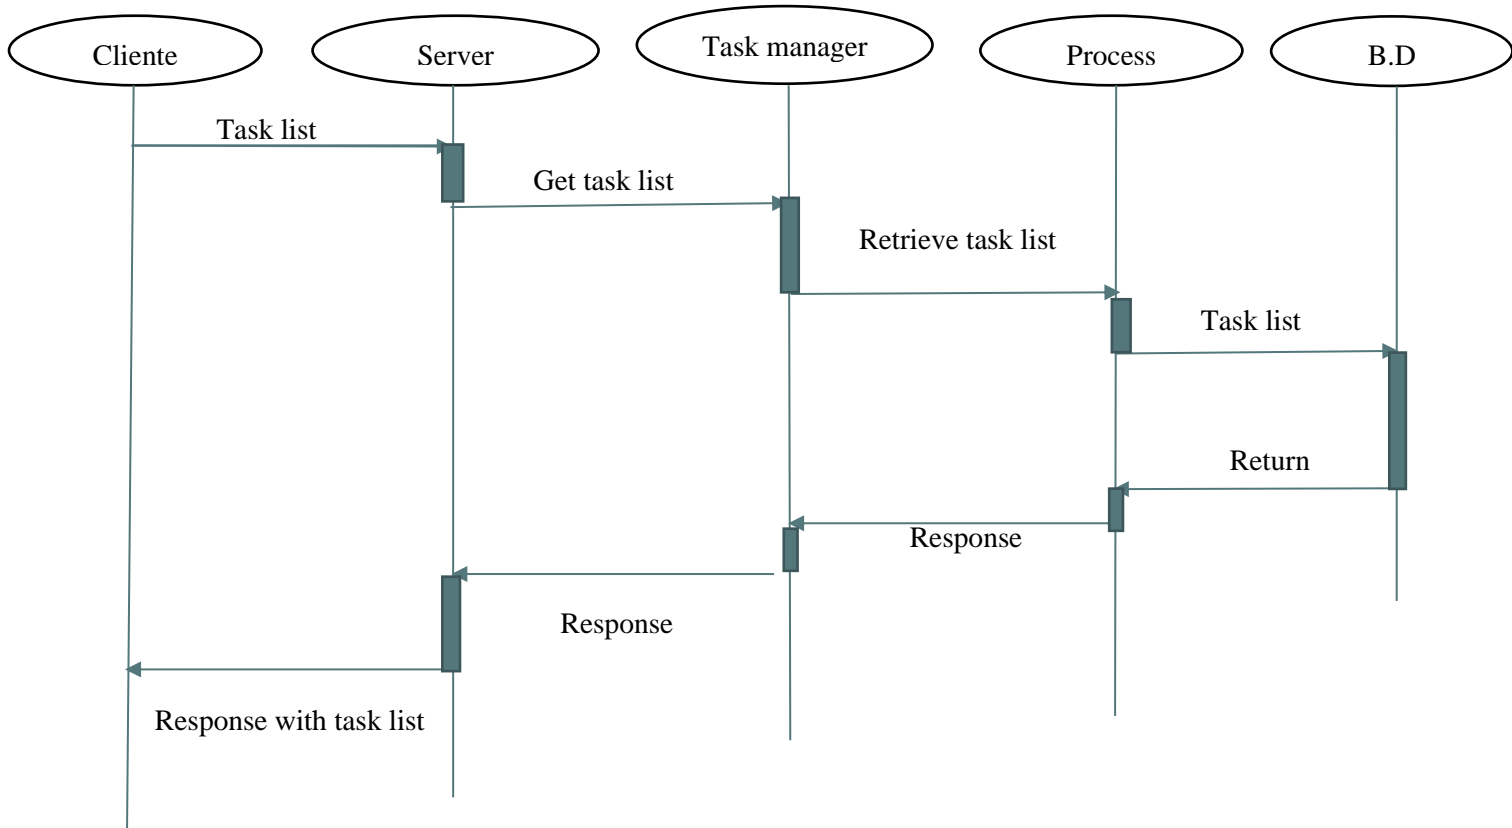 Cliente
Server
Task manager
Process
B.D
Task list
Get task list
Retrieve task list
Task list
Return
Response
Response
Response with task list